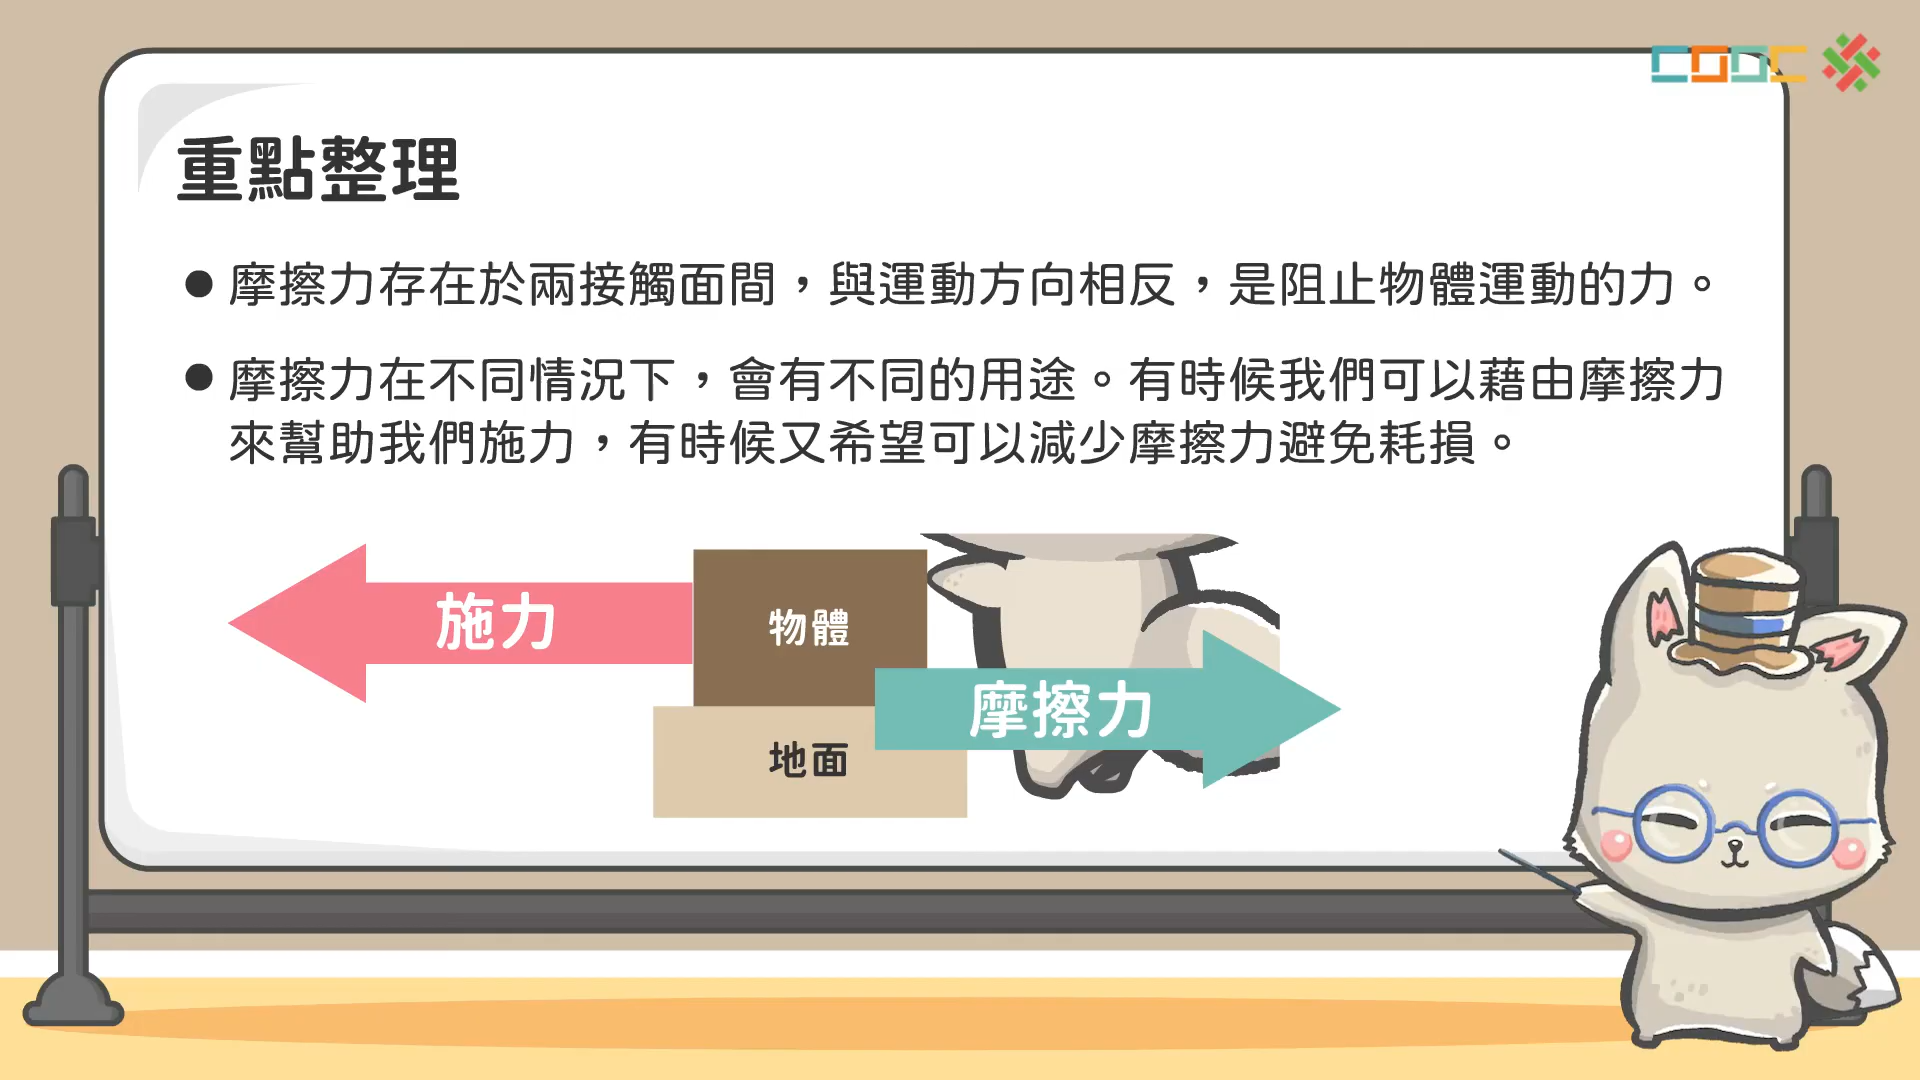 重點整理
● 摩擦力存在於兩接觸面間，與運動方向相反，是阻止物體運動的力。
● 摩擦力在不同情況下，會有不同的用途。有時候我們可以藉由摩擦力
來幫助我們施力，有時候又希望可以減少摩擦力避免耗損。
施力
物體
摩擦力
地面
COOC